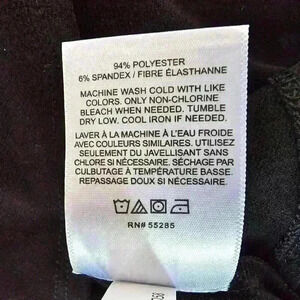 94% POLYESTER
6% SPANDEX / FIBRE ÉLASTHANNE
MACHINE WASH COLD WITH LIKE
COLORS. ONLY NON-CHLORINE
BLEACH WHEN NEEDED. TUMBLE
DRY LOW. COOL IRON IF NEEDED.
LAVER À LA MACHINE À L'EAU FROIDE
AVEC COULEURS SIMILAIRES. UTILISEZ
SEULEMENT DU JAVELLISANT SANS
CHLORE SI NÉCESSAIRE. SÉCHAGE PAR
CULBUTAGE À TEMPÉRATURE BASSE.
REPASSAGE DOUX SI NÉCESSAIRE.
RN# 55285